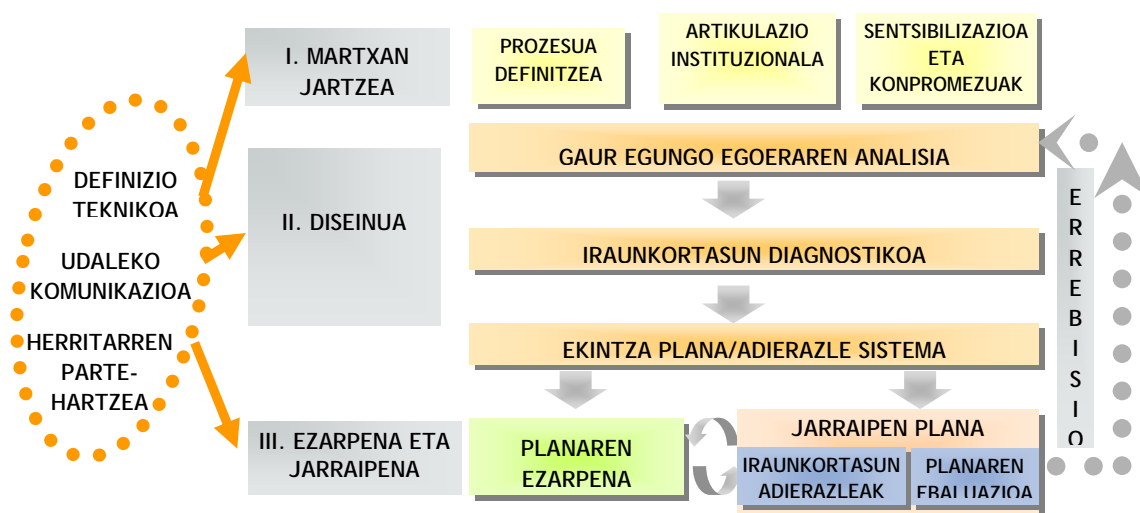 I. MARTXAN
JARTZEA
PROZESUA
DEFINITZEA
ARTIKULAZIO
INSTITUZIONALA
SENTSIBILIZAZIOA
ETA
KONPROMEZUAK
DEFINIZIO
TEKNIKOA
UDALEKO
KOMUNIKAZIOA
HERRITARREN
PARTE-
HARTZEA
II. DISEINUA
GAUR EGUNGO EGOERAREN ANALISIA
IRAUNKORTASUN DIAGNOSTIKOA
EKINTZA PLANA/ADIERAZLE SISTEMA
III. EZARPENA ETA
JARRAIPENA
PLANAREN
EZARPENA
JARRAIPEN PLANA
IRAUNKORTASUN
ADIERAZLEAK
PLANAREN
EBALUAZIOA
E
R
R
E
B
I
S
I
O